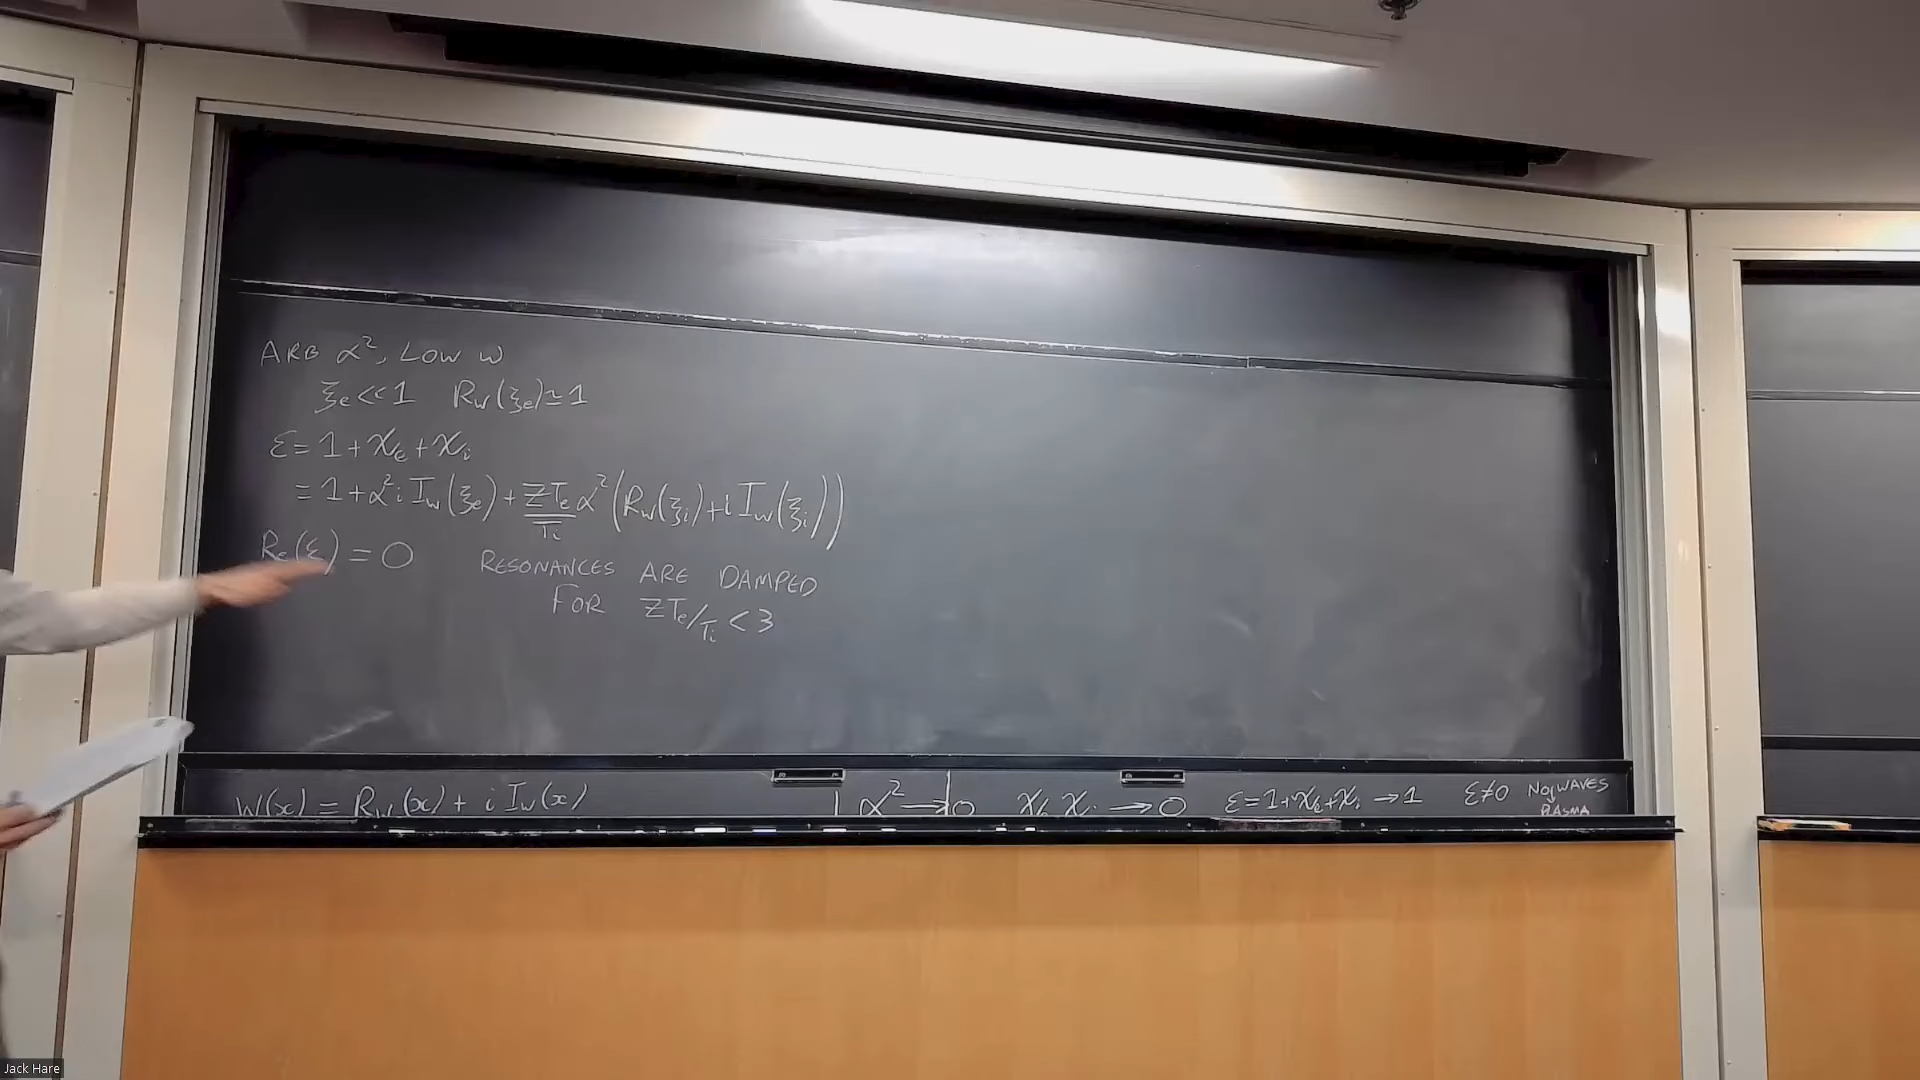 ARB α², LOW ω
ξe<<1 Rw(ξe)≃1
ε=1+χe+χi
=1+α²i Iw(ξe)+ZTe/Ti α²(Rw(ξi)+i Iw(ξi))
Re(ε)=0 RESONANCES ARE DAMPED
FOR ZTe/Ti <3
W(x) = Rw(x) + i Iw(x)
α²→0 χe χi →0 ε=1+χe+χi →1 ε≠0 NO WAVES
PLASMA
Jack Hare